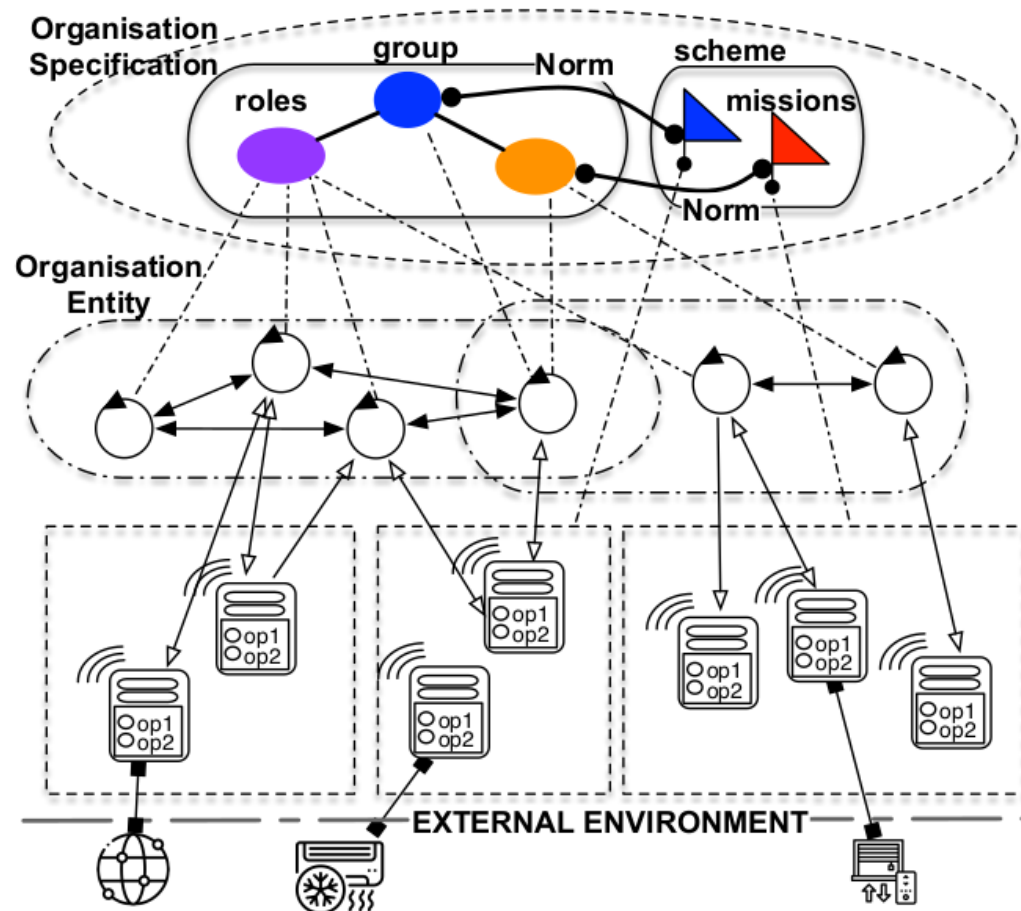 Organisation
Specification
group
Norm
scheme
roles
missions
Norm
Organisation
Entity
op1
op2
op1
op2
op1
op2
op1
op2
op1
op2
op1
op2
op1
op2
EXTERNAL ENVIRONMENT